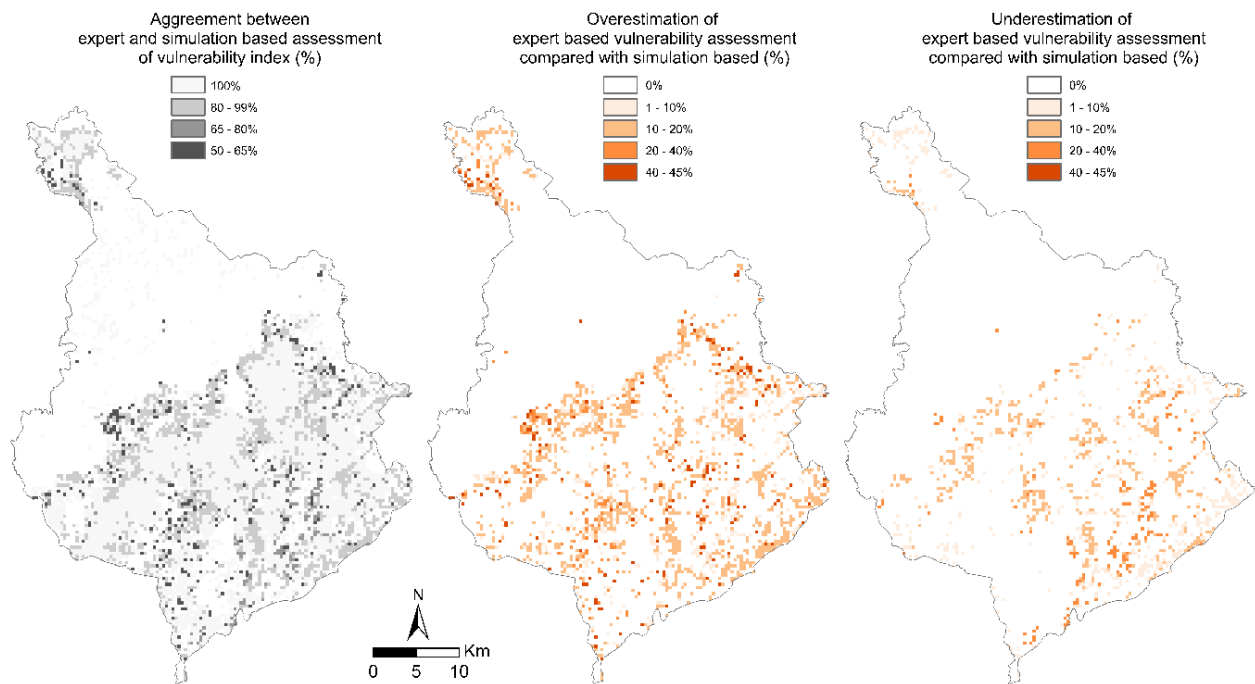 Aggreement between
expert and simulation based assessment
of vulnerability index (%)
100%
80 - 99%
65 - 80%
50 - 65%
Overestimation of
expert based vulnerability assessment
compared with simulation based (%)
0%
1 - 10%
10 - 20%
20 - 40%
40 - 45%
Underestimation of
expert based vulnerability assessment
compared with simulation based (%)
0%
1 - 10%
10 - 20%
20 - 40%
40 - 45%
N
Km
0 5 10